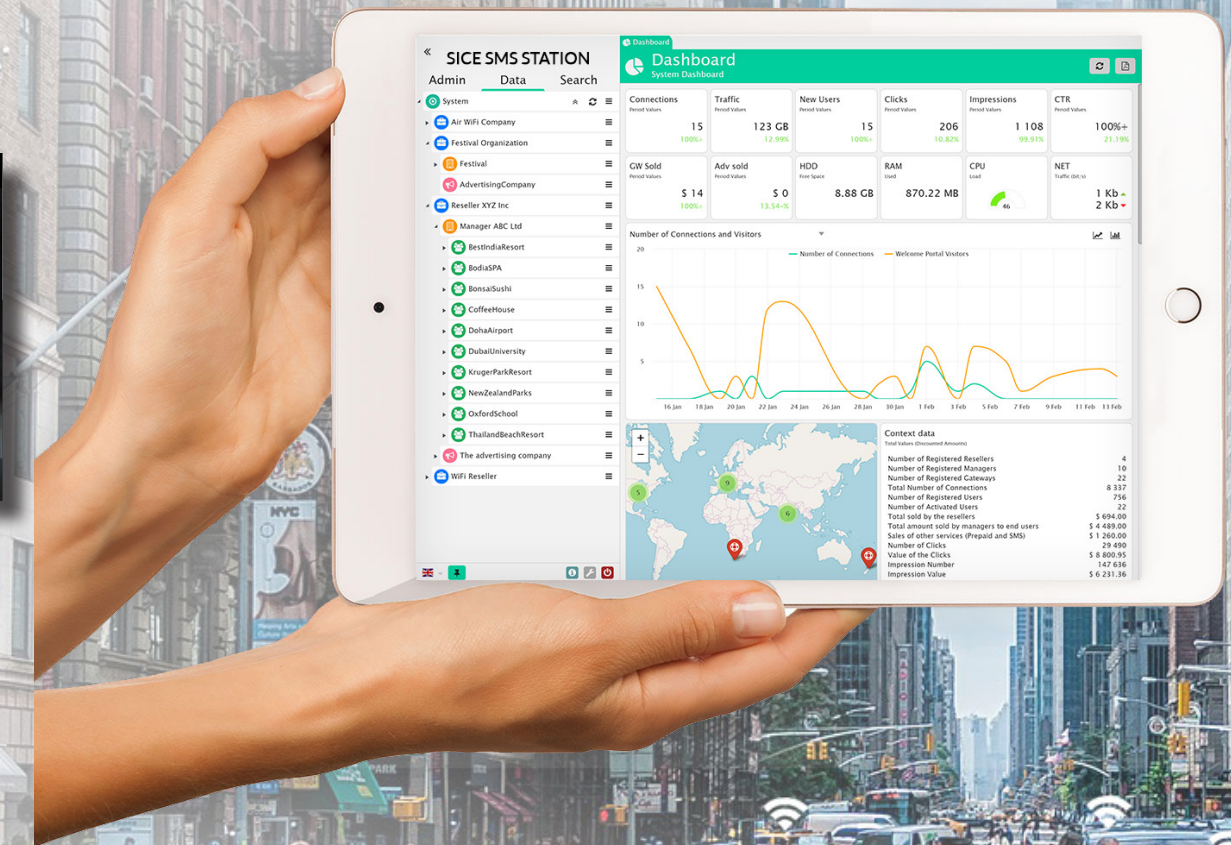 SICE SMS STATION
Admin Data Search
System
Air WiFi Company
Festival Organization
Festival
AdvertisingCompany
Reseller XYZ Inc
Manager ABC Ltd
BestIndiaResort
BodiaSPA
BonsaiSushi
CoffeeHouse
DohaAirport
DubaiUniversity
KrugerParkResort
NewZealandParks
OxfordSchool
ThailandBeachResort
The advertising company
WiFi Reseller
Dashboard
Dashboard
System Dashboard
Connections
Period Values
15
100%+
Traffic
Period Values
123 GB
12.99%
New Users
Period Values
15
100%+
Clicks
Period Values
206
10.82%
Impressions
Period Values
1 108
99.91%
CTR
Period Values
100%+
21.19%
GW Sold
Period Values
$ 14
100%+
Adv sold
Period Values
$ 0
13.54+%
HDD
Free Space
8.88 GB
RAM
Used
870.22 MB
CPU
Load
46
NET
Traffic (bit/s)
1 Kb
2 Kb
Number of Connections and Visitors
Number of Connections Welcome Portal Visitors
20
15
10
5
16 Jan 18 Jan 20 Jan 22 Jan 24 Jan 26 Jan 28 Jan 30 Jan 1 Feb 3 Feb 5 Feb 7 Feb 9 Feb 11 Feb 13 Feb
+
−
5
9
6
Context data
Total Values (Discounted Amounts)
Number of Registered Resellers 4
Number of Registered Managers 10
Number of Registered Gateways 22
Total Number of Connections 8 337
Number of Registered Users 756
Number of Activated Users 22
Total sold by the resellers $ 694.00
Total amount sold by managers to end users $ 4 489.00
Sales of other services (Prepaid and SMS) $ 1 260.00
Number of Clicks 29 490
Value of the Clicks $ 8 800.95
Impression Number 147 636
Impression Value $ 6 231.36
BARBADOS
NYC
PARK